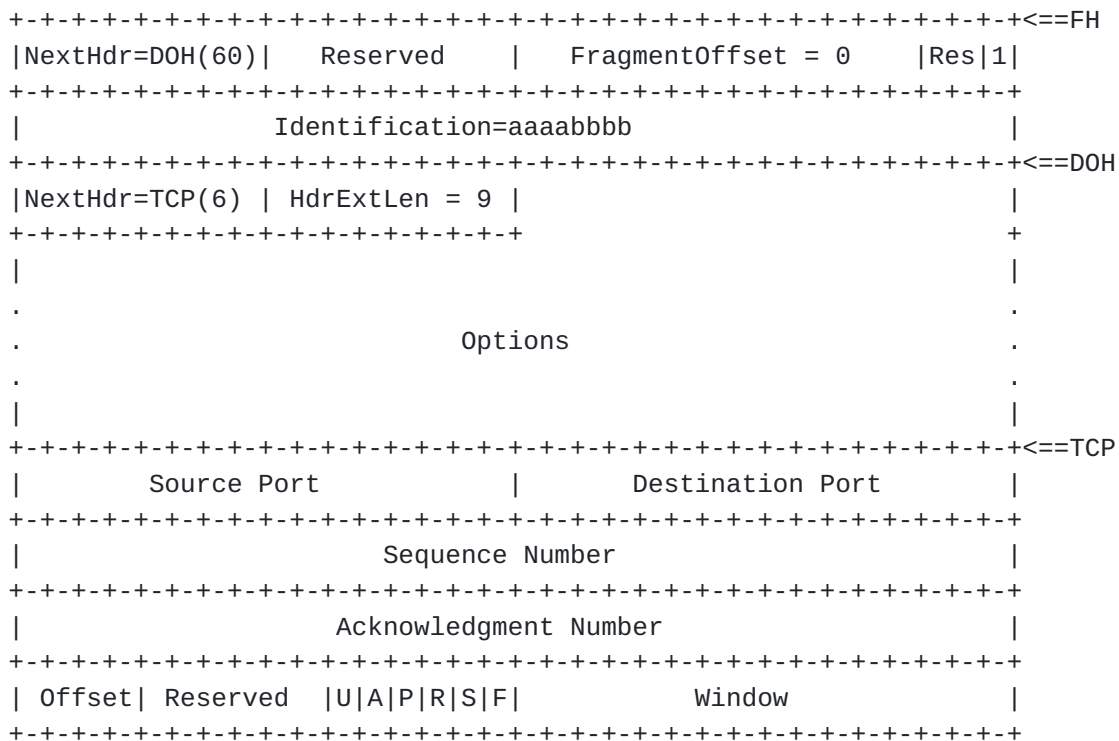 +-+-+-+-+-+-+-+-+-+-+-+-+-+-+-+-+-+-+-+-+-+-+-+-+-+-+-+-+-+-+-+-+<==FH
|NextHdr=DOH(60)|   Reserved    |   FragmentOffset = 0    |Res|1|
+-+-+-+-+-+-+-+-+-+-+-+-+-+-+-+-+-+-+-+-+-+-+-+-+-+-+-+-+-+-+-+-+
|                Identification=aaaabbbb                        |
+-+-+-+-+-+-+-+-+-+-+-+-+-+-+-+-+-+-+-+-+-+-+-+-+-+-+-+-+-+-+-+-+<==DOH
|NextHdr=TCP(6) | HdrExtLen = 9 |                               |
+-+-+-+-+-+-+-+-+-+-+-+-+-+-+-+-+                               +
|                                                               |
.                                                               .
.                            Options                            .
.                                                               .
|                                                               |
+-+-+-+-+-+-+-+-+-+-+-+-+-+-+-+-+-+-+-+-+-+-+-+-+-+-+-+-+-+-+-+-+<==TCP
|        Source Port            |       Destination Port        |
+-+-+-+-+-+-+-+-+-+-+-+-+-+-+-+-+-+-+-+-+-+-+-+-+-+-+-+-+-+-+-+-+
|                       Sequence Number                         |
+-+-+-+-+-+-+-+-+-+-+-+-+-+-+-+-+-+-+-+-+-+-+-+-+-+-+-+-+-+-+-+-+
|                    Acknowledgment Number                      |
+-+-+-+-+-+-+-+-+-+-+-+-+-+-+-+-+-+-+-+-+-+-+-+-+-+-+-+-+-+-+-+-+
| Offset| Reserved  |U|A|P|R|S|F|           Window              |
+-+-+-+-+-+-+-+-+-+-+-+-+-+-+-+-+-+-+-+-+-+-+-+-+-+-+-+-+-+-+-+-+